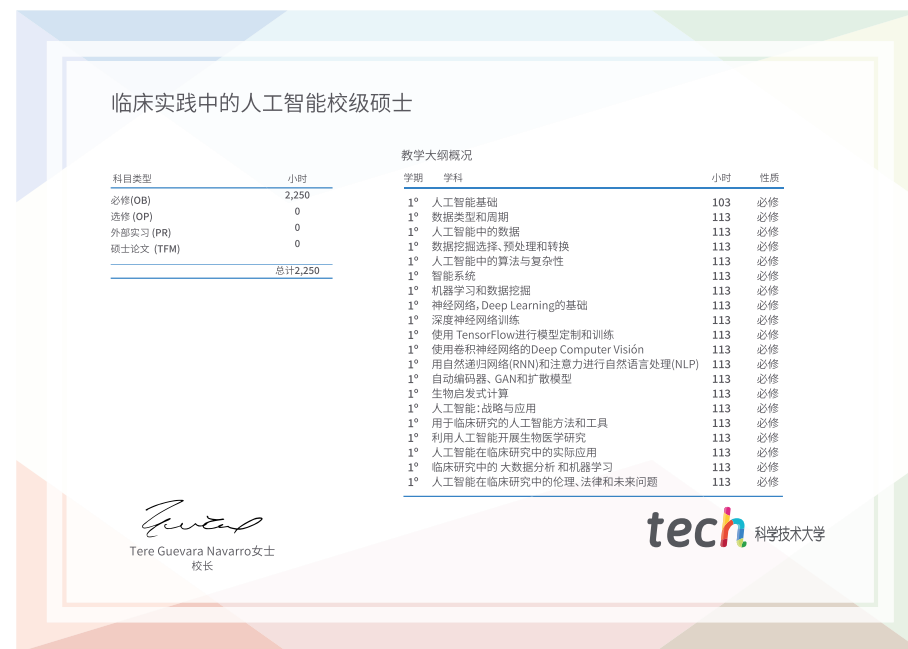 临床实践中的人工智能校级硕士
科目类型 小时
必修(OB) 2,250
选修 (OP) 0
外部实习 (PR) 0
硕士论文 (TFM) 0
总计2,250
教学大纲概况
学期 学科 小时 性质
1º 人工智能基础 103 必修
1º 数据类型和周期 113 必修
1º 人工智能中的数据 113 必修
1º 数据挖掘选择、预处理和转换 113 必修
1º 人工智能中的算法与复杂性 113 必修
1º 智能系统 113 必修
1º 机器学习和数据挖掘 113 必修
1º 神经网络，Deep Learning的基础 113 必修
1º 深度神经网络训练 113 必修
1º 使用 TensorFlow进行模型定制和训练 113 必修
1º 使用卷积神经网络的Deep Computer Visión 113 必修
1º 用自然递归网络(RNN)和注意力进行自然语言处理(NLP) 113 必修
1º 自动编码器、GAN和扩散模型 113 必修
1º 生物启发式计算 113 必修
1º 人工智能：战略与应用 113 必修
1º 用于临床研究的人工智能方法和工具 113 必修
1º 利用人工智能开展生物医学研究 113 必修
1º 人工智能在临床研究中的实际应用 113 必修
1º 临床研究中的 大数据分析 和机器学习 113 必修
1º 人工智能在临床研究中的伦理、法律和未来问题 113 必修
Tere Guevara Navarro女士
校长
tech 科学技术大学